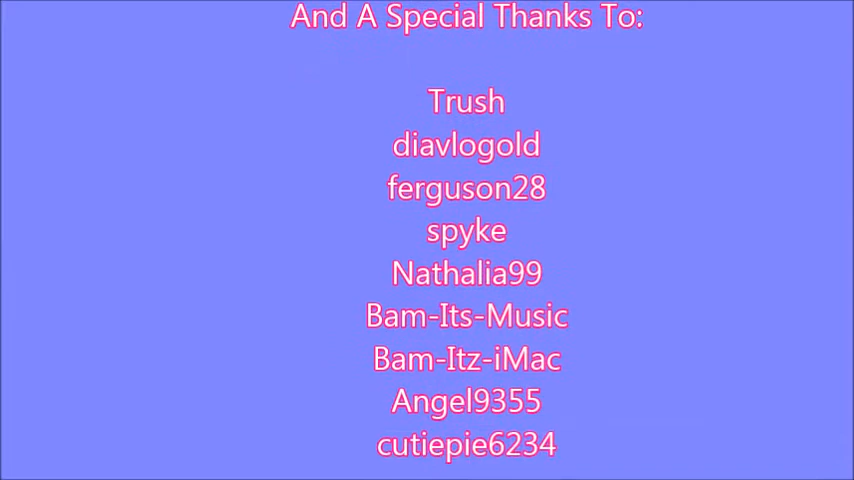 And A Special Thanks To:
Trush
diavlogold
ferguson28
spyke
Nathalia99
Bam-Its-Music
Bam-Itz-iMac
Angel9355
cutiepie6234